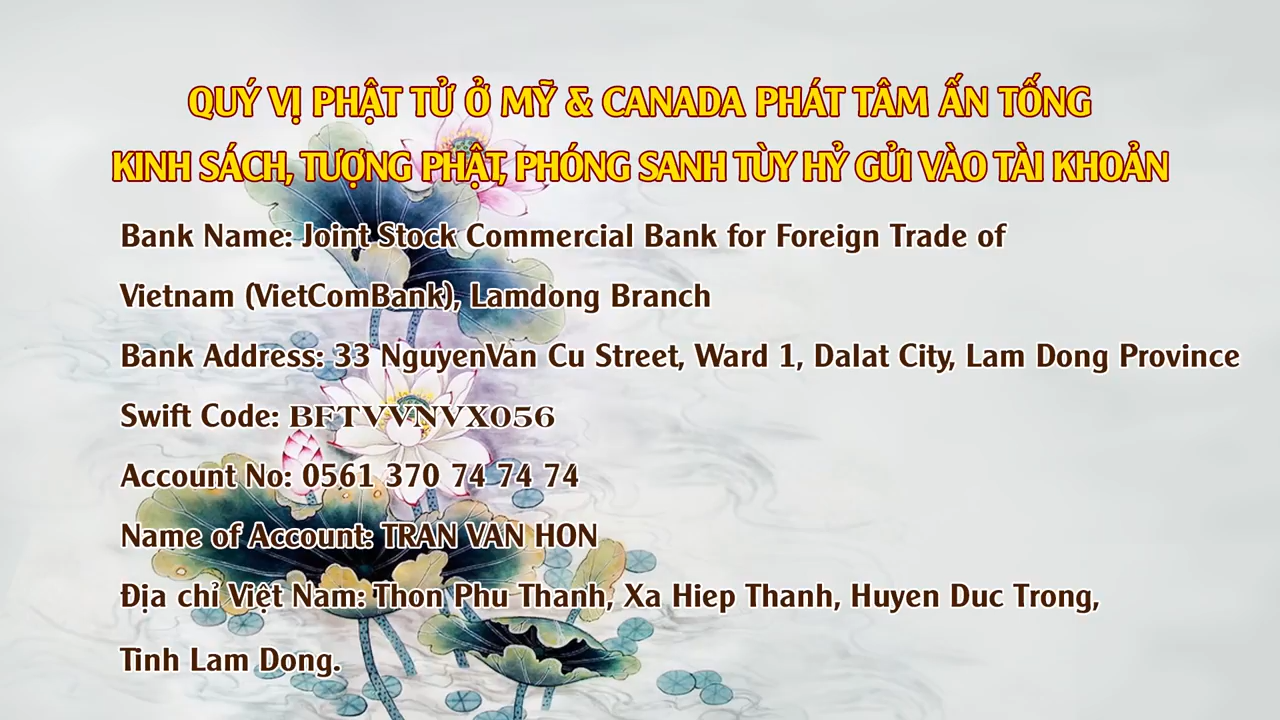 QUÝ VỊ PHẬT TỬ Ở MỸ & CANADA PHÁT TÂM ẤN TỐNG
KINH SÁCH, TƯỢNG PHẬT, PHÓNG SANH TÙY HỶ GỬI VÀO TÀI KHOẢN
Bank Name: Joint Stock Commercial Bank for Foreign Trade of
Vietnam (VietComBank), Lamdong Branch
Bank Address: 33 NguyenVan Cu Street, Ward 1, Dalat City, Lam Dong Province
Swift Code: BFTVVNVX056
Account No: 0561 370 74 74 74
Name of Account: TRAN VAN HON
Địa chỉ Việt Nam: Thon Phu Thanh, Xa Hiep Thanh, Huyen Duc Trong,
Tinh Lam Dong.